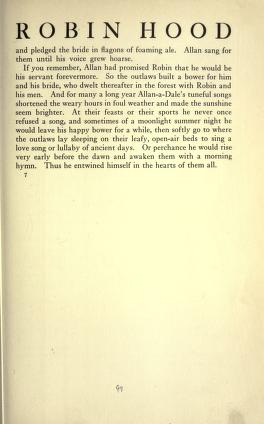 ROBIN HOOD
and pledged the bride in flagons of foaming ale. Allan sang for
them until his voice grew hoarse.
If you remember, Allan had promised Robin that he would be
his servant forevermore. So the outlaws built a bower for him
and his bride, who dwelt thereafter in the forest with Robin and
his men. And for many a long year Allan-a-Dale's tuneful songs
shortened the weary hours in foul weather and made the sunshine
seem brighter. At their feasts or their sports he never once
refused a song, and sometimes of a moonlight summer night he
would leave his happy bower for a while, then softly go to where
the outlaws lay sleeping on their leafy, open-air beds to sing a
love song or lullaby of ancient days. Or perchance he would rise
very early before the dawn and awaken them with a morning
hymn. Thus he entwined himself in the hearts of them all.
7